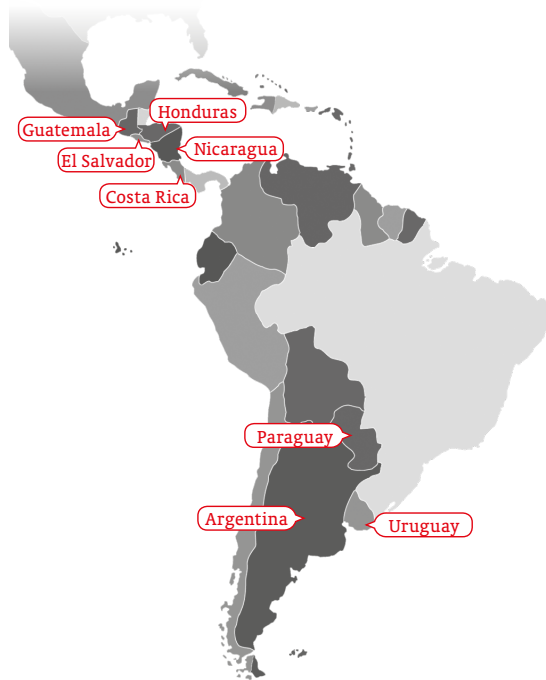 Honduras
Guatemala
Nicaragua
El Salvador
Costa Rica
Paraguay
Argentina
Uruguay